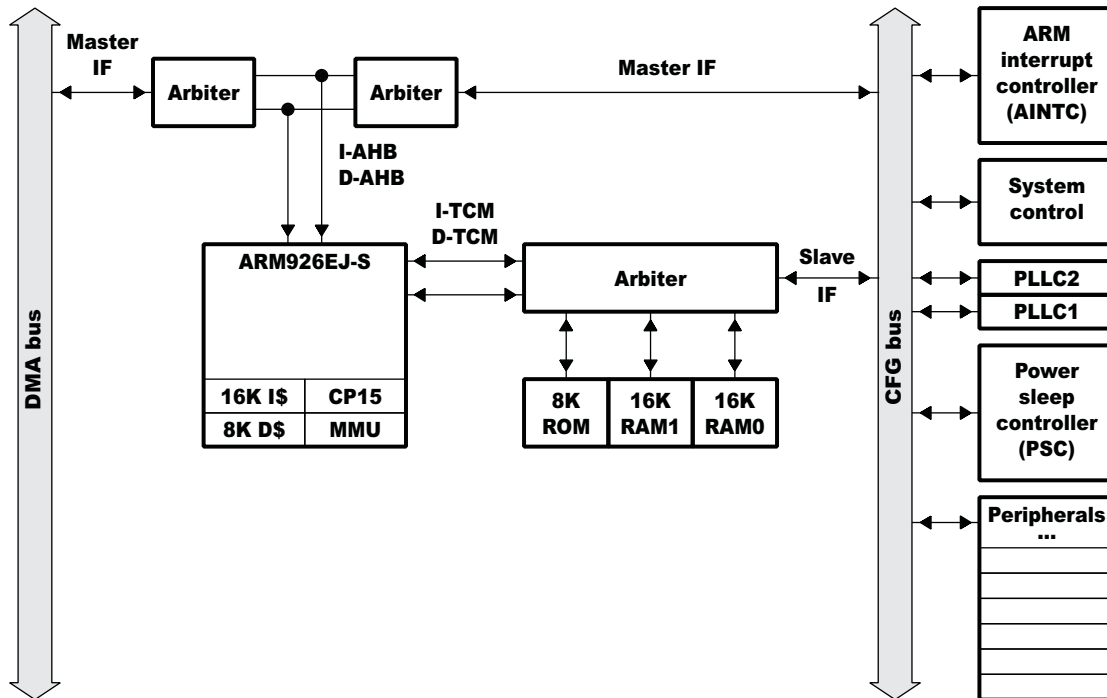 DMA bus
Master
IF
Arbiter
Arbiter
Master IF
I-AHB
D-AHB
I-TCM
D-TCM
ARM926EJ-S
16K I$
CP15
8K D$
MMU
Arbiter
Slave
IF
8K
ROM
16K
RAM1
16K
RAM0
CFG bus
ARM
interrupt
controller
(AINTC)
System
control
PLLC2
PLLC1
Power
sleep
controller
(PSC)
Peripherals
...